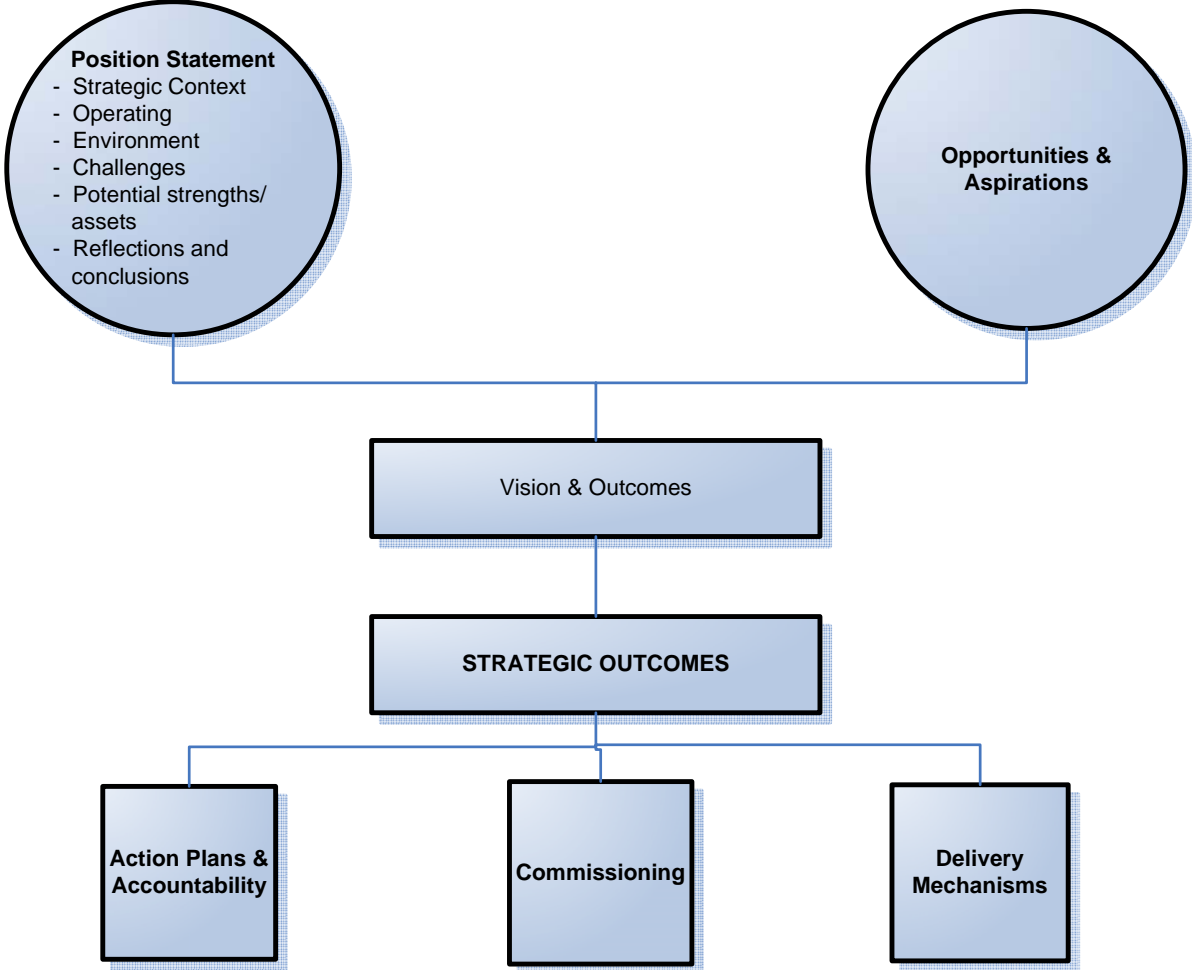 Position Statement
- Strategic Context
- Operating
- Environment
- Challenges
- Potential strengths/
assets
- Reflections and
conclusions
Opportunities &
Aspirations
Vision & Outcomes
STRATEGIC OUTCOMES
Action Plans &
Accountability
Commissioning
Delivery
Mechanisms